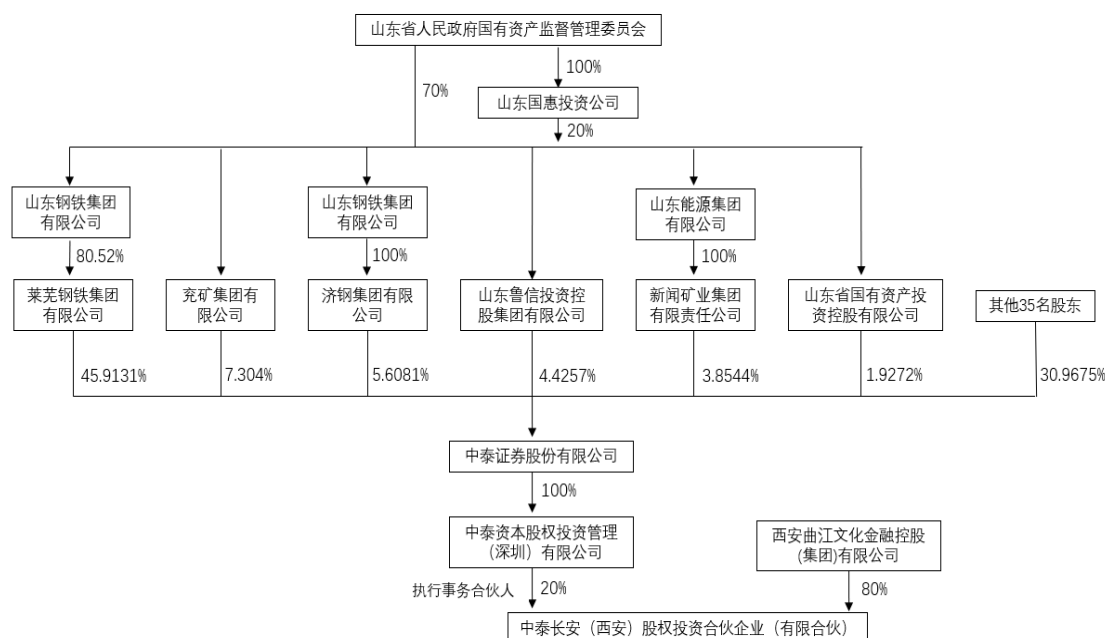 山东省人民政府国有资产监督管理委员会
100%
70%
山东国惠投资公司
20%
山东钢铁集团
有限公司
山东钢铁集团
有限公司
山东能源集团
有限公司
80.52%
100%
100%
莱芜钢铁集团
有限公司
兖矿集团有
限公司
济钢集团有限
公司
山东鲁信投资控
股集团有限公司
新闻矿业集团
有限责任公司
山东省国有资产投
资控股有限公司
其他35名股东
45.9131%
7.304%
5.6081%
4.4257%
3.8544%
1.9272%
30.9675%
中泰证券股份有限公司
100%
中泰资本股权投资管理
（深圳）有限公司
西安曲江文化金融控股
(集团)有限公司
执行事务合伙人
20%
80%
中泰长安（西安）股权投资合伙企业（有限合伙）